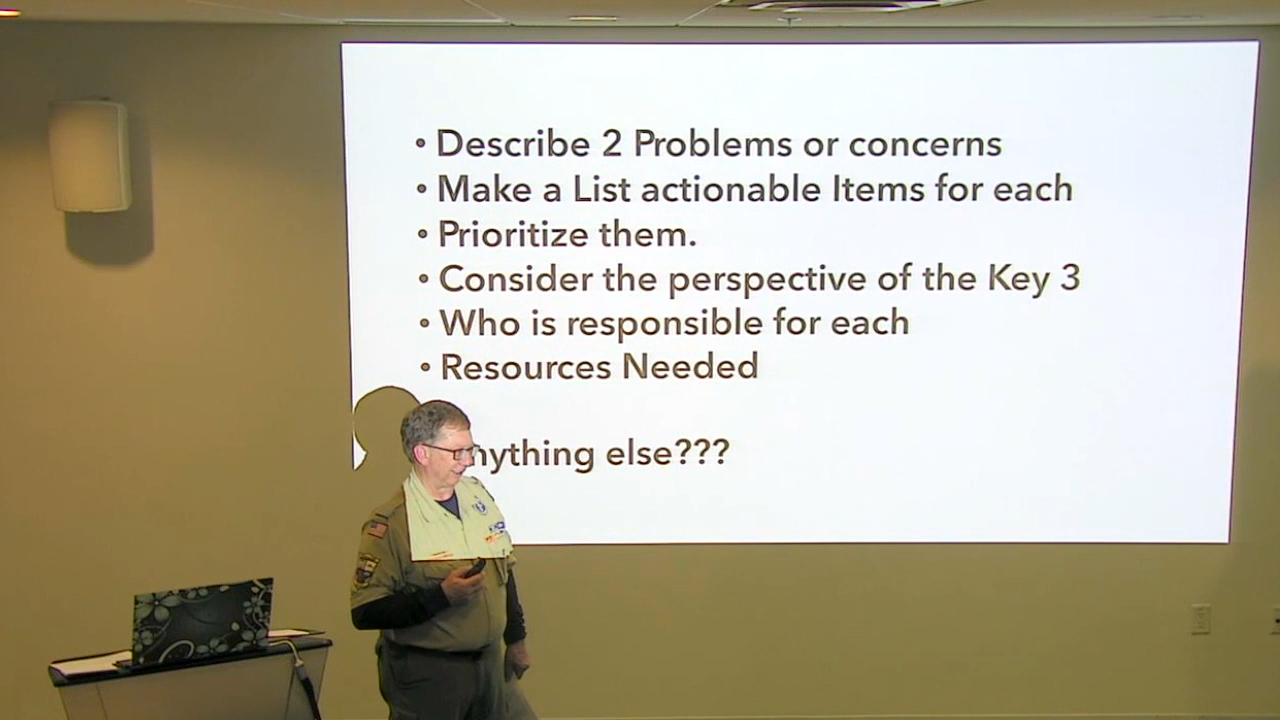 • Describe 2 Problems or concerns
• Make a List actionable Items for each
• Prioritize them.
• Consider the perspective of the Key 3
• Who is responsible for each
• Resources Needed
nything else???